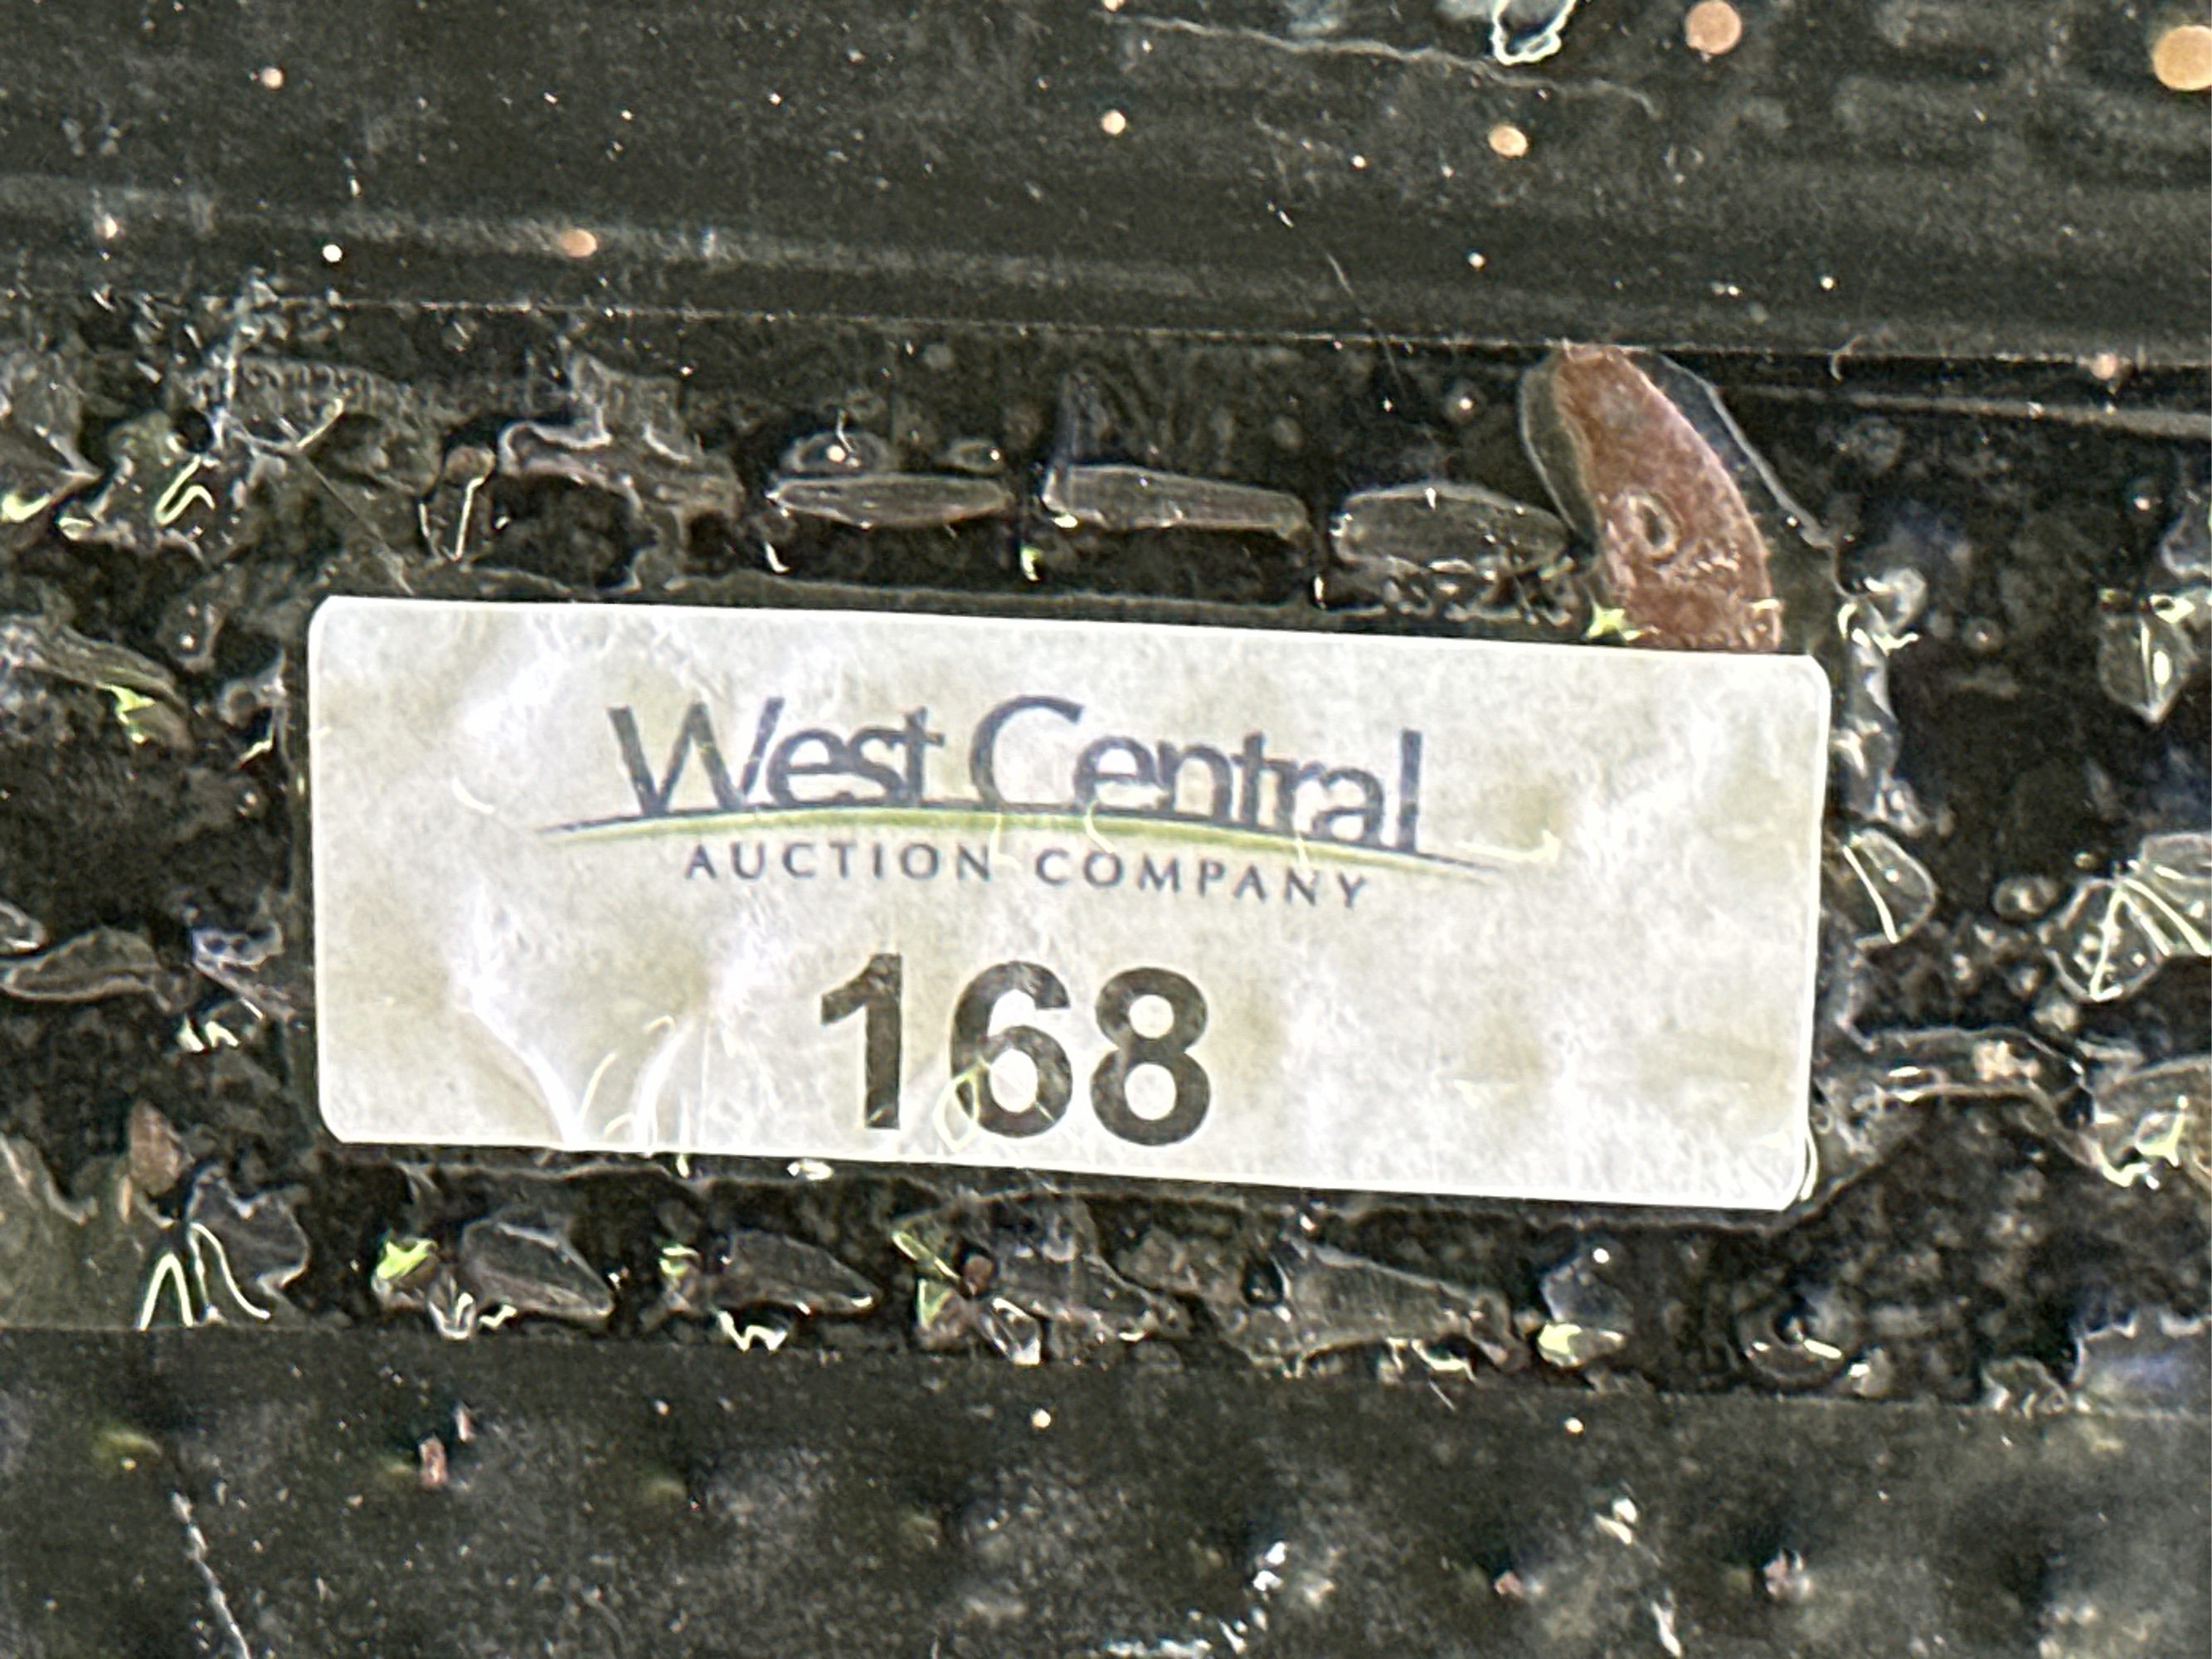 West Central
AUCTION COMPANY
168